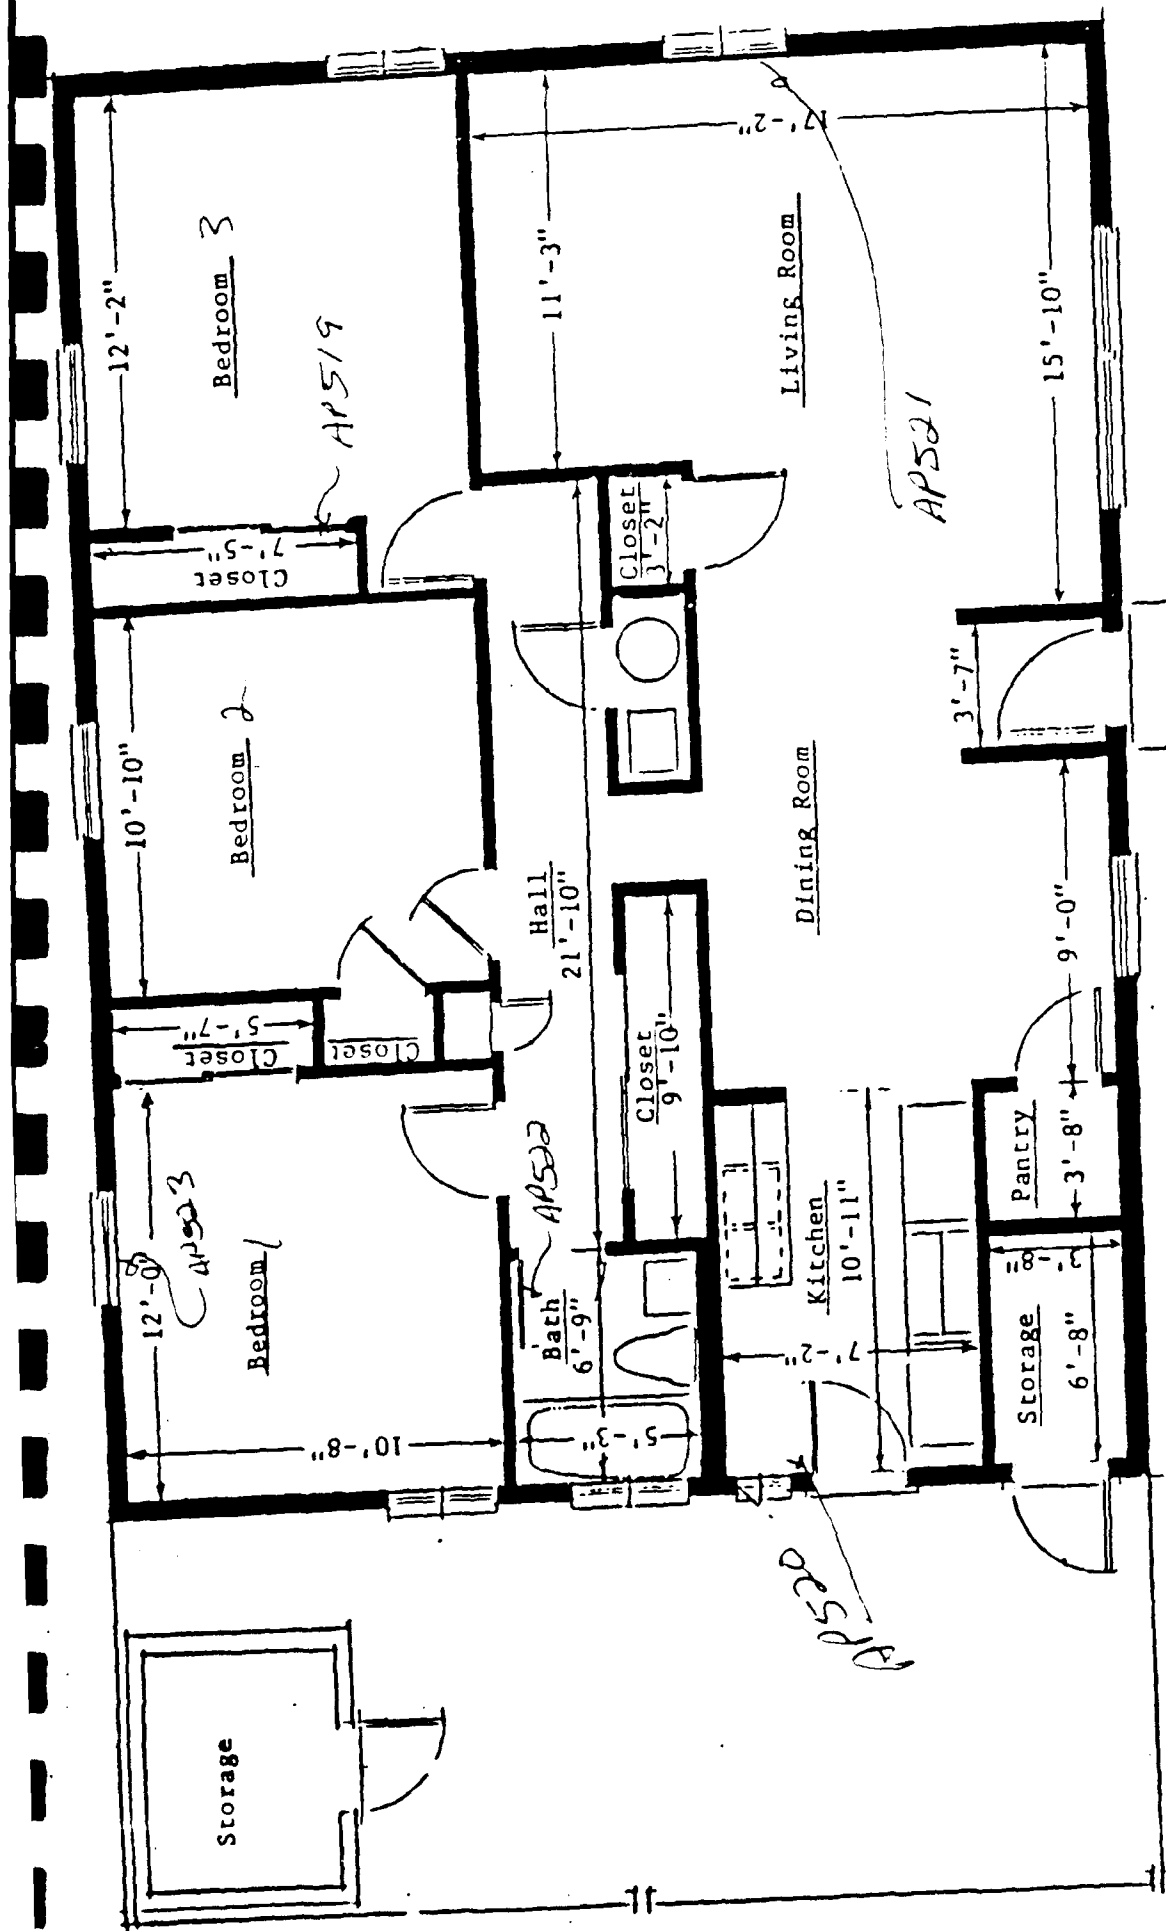 Bedroom 3
12'-2"
AP519
Closet
7'-5"
Living Room
17'-2"
11'-3"
15'-10"
AP521
Closet
3'-2"
Bedroom 2
10'-10"
Closet
5'-7"
Closet
Hall
21'-10"
Closet
9'-10"
Dining Room
3'-7"
9'-0"
Bedroom 1
12'-0"
10'-8"
AP523
Bath
6'-9"
5'-3"
AP522
Kitchen
10'-11"
7'-2"
Pantry
3'-8"
Storage
3'-8"
6'-8"
AP520
Storage